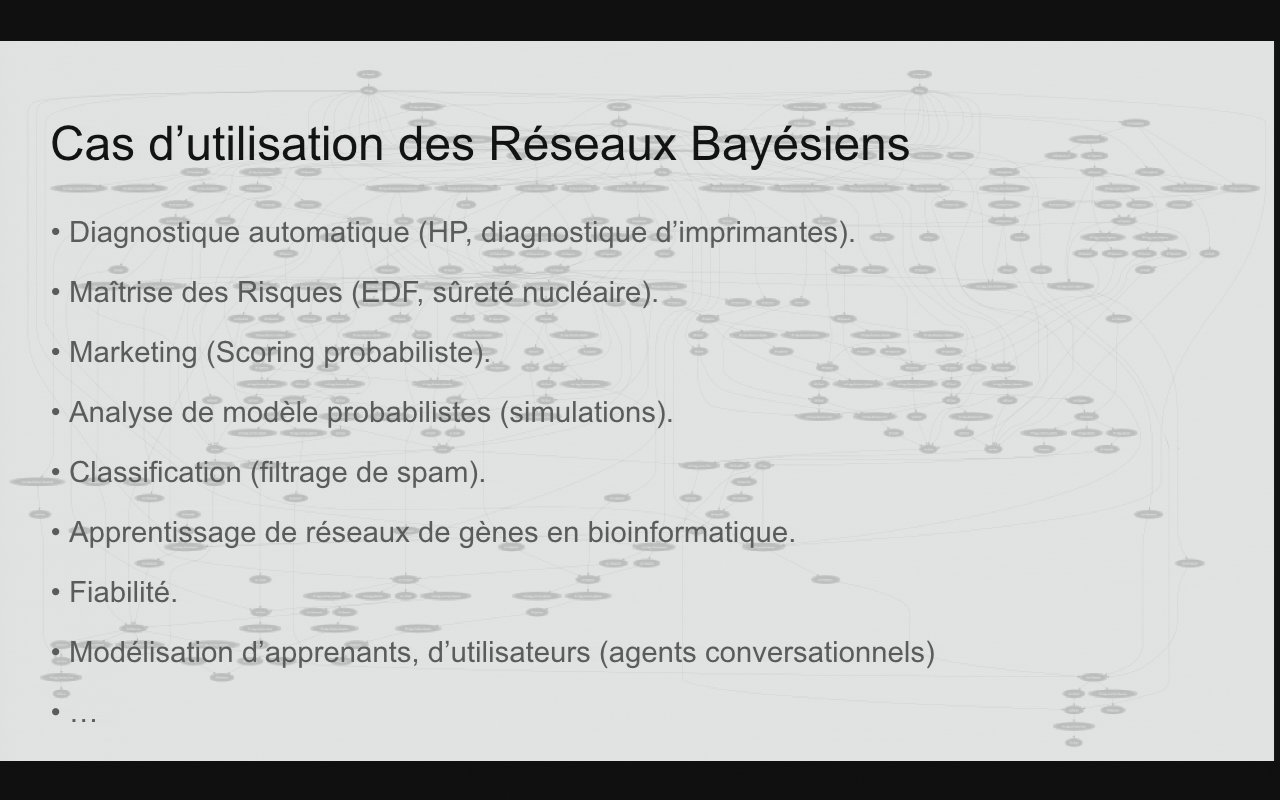 Cas d’utilisation des Réseaux Bayésiens
• Diagnostique automatique (HP, diagnostique d’imprimantes).
• Maîtrise des Risques (EDF, sûreté nucléaire).
• Marketing (Scoring probabiliste).
• Analyse de modèle probabilistes (simulations).
• Classification (filtrage de spam).
• Apprentissage de réseaux de gènes en bioinformatique.
• Fiabilité.
• Modélisation d’apprenants, d’utilisateurs (agents conversationnels)
• …